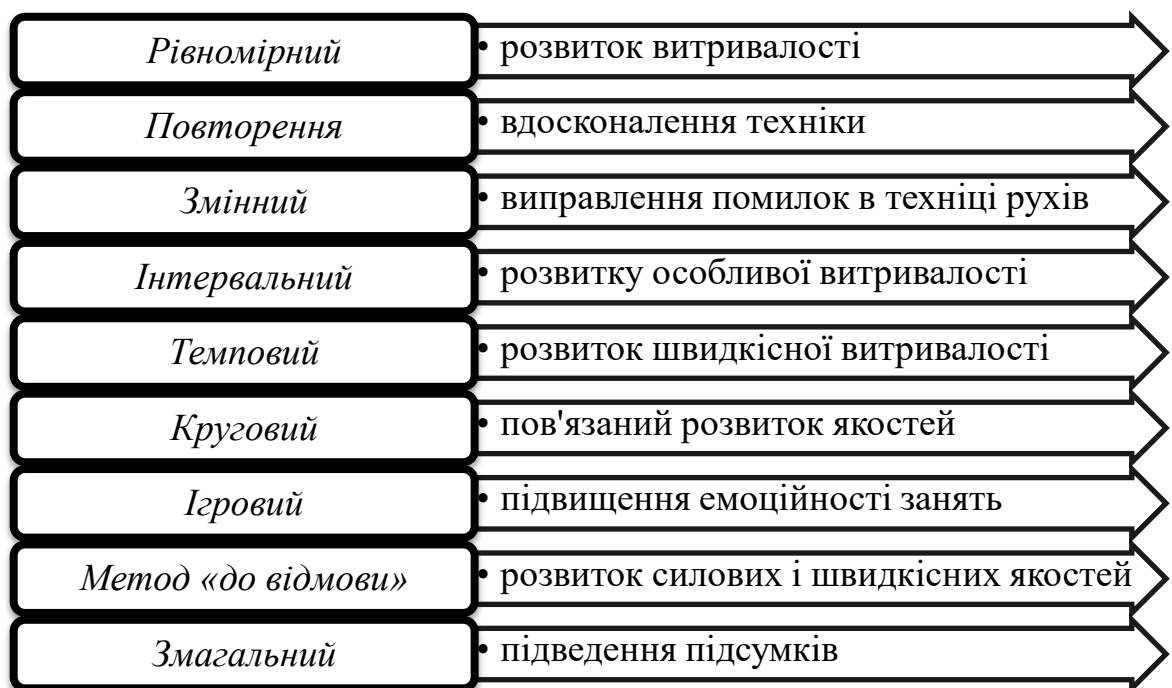 Рівномірний
• розвиток витривалості
Повторення
• вдосконалення техніки
Змінний
• виправлення помилок в техніці рухів
Інтервальний
• розвитку особливої витривалості
Темповий
• розвиток швидкісної витривалості
Круговий
• пов'язаний розвиток якостей
Ігровий
• підвищення емоційності занять
Метод «до відмови»
• розвиток силових і швидкісних якостей
Змагальний
• підведення підсумків